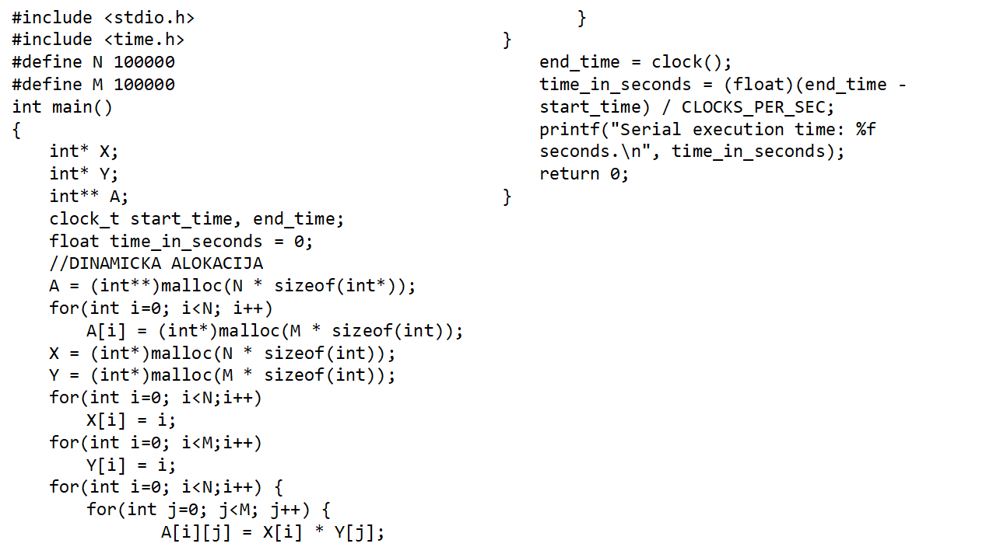 #include <stdio.h>
#include <time.h>
#define N 100000
#define M 100000
int main()
{
int* X;
int* Y;
int** A;
clock_t start_time, end_time;
float time_in_seconds = 0;
//DINAMICKA ALOKACIJA
A = (int**)malloc(N * sizeof(int*));
for(int i=0; i<N; i++)
A[i] = (int*)malloc(M * sizeof(int));
X = (int*)malloc(N * sizeof(int));
Y = (int*)malloc(M * sizeof(int));
for(int i=0; i<N;i++)
X[i] = i;
for(int i=0; i<M;i++)
Y[i] = i;
for(int i=0; i<N;i++) {
for(int j=0; j<M; j++) {
A[i][j] = X[i] * Y[j];
}
}
end_time = clock();
time_in_seconds = (float)(end_time -
start_time) / CLOCKS_PER_SEC;
printf("Serial execution time: %f
seconds.\n", time_in_seconds);
return 0;
}